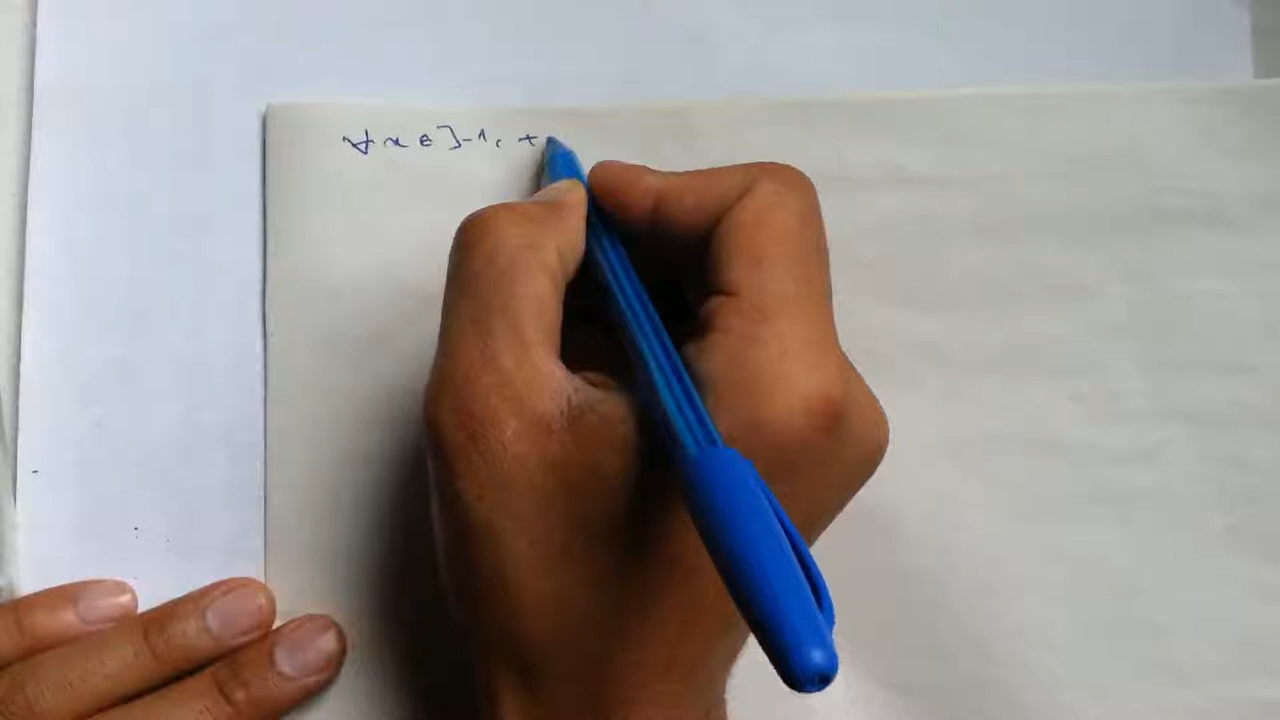 ∀x ∈ ]-1, +